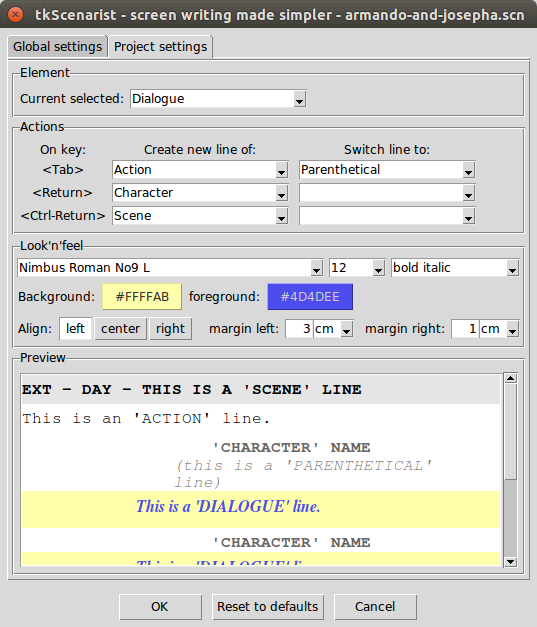 tkScenarist - screen writing made simpler - armando-and-josepha.scn
Global settings Project settings
Element
Current selected: Dialogue
Actions
On key: Create new line of: Switch line to:
<Tab> Action Parenthetical
<Return> Character
<Ctrl-Return> Scene
Look'n'feel
Nimbus Roman No9 L 12 bold italic
Background: #FFFFAB foreground: #4D4DEE
Align: left center right margin left: 3 cm margin right: 1 cm
Preview
EXT - DAY - THIS IS A 'SCENE' LINE
This is an 'ACTION' line.
'CHARACTER' NAME
(this is a 'PARENTHETICAL'
line)
This is a 'DIALOGUE' line.
'CHARACTER' NAME
This is a 'DIALOGUE' line.
OK Reset to defaults Cancel